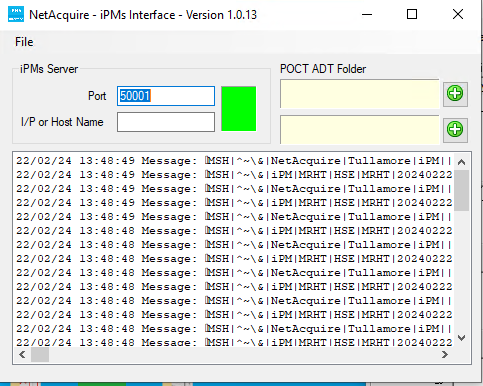 NetAcquire - iPMs Interface - Version 1.0.13
File
iPMs Server
POCT ADT Folder
Port
50001
I/P or Host Name
22/02/24 13:48:49 Message: MSH|^~\&|NetAcquire|Tullamore|iPM||
22/02/24 13:48:49 Message: MSH|^~\&|iPM|MRHT|HSE|MRHT|20240222
22/02/24 13:48:49 Message: MSH|^~\&|NetAcquire|Tullamore|iPM||
22/02/24 13:48:49 Message: MSH|^~\&|iPM|MRHT|HSE|MRHT|20240222
22/02/24 13:48:49 Message: MSH|^~\&|NetAcquire|Tullamore|iPM||
22/02/24 13:48:49 Message: MSH|^~\&|iPM|MRHT|HSE|MRHT|20240222
22/02/24 13:48:48 Message: MSH|^~\&|NetAcquire|Tullamore|iPM||
22/02/24 13:48:48 Message: MSH|^~\&|iPM|MRHT|HSE|MRHT|20240222
22/02/24 13:48:48 Message: MSH|^~\&|NetAcquire|Tullamore|iPM||
22/02/24 13:48:48 Message: MSH|^~\&|iPM|MRHT|HSE|MRHT|20240222
22/02/24 13:48:48 Message: MSH|^~\&|NetAcquire|Tullamore|iPM||
22/02/24 13:48:48 Message: MSH|^~\&|iPM|MRHT|HSE|MRHT|20240222
22/02/24 13:48:48 Message: MSH|^~\&|NetAcquire|Tullamore|iPM||
22/02/24 13:48:48 Message: MSH|^~\&|iPM|MRHT|HSE|MRHT|20240222